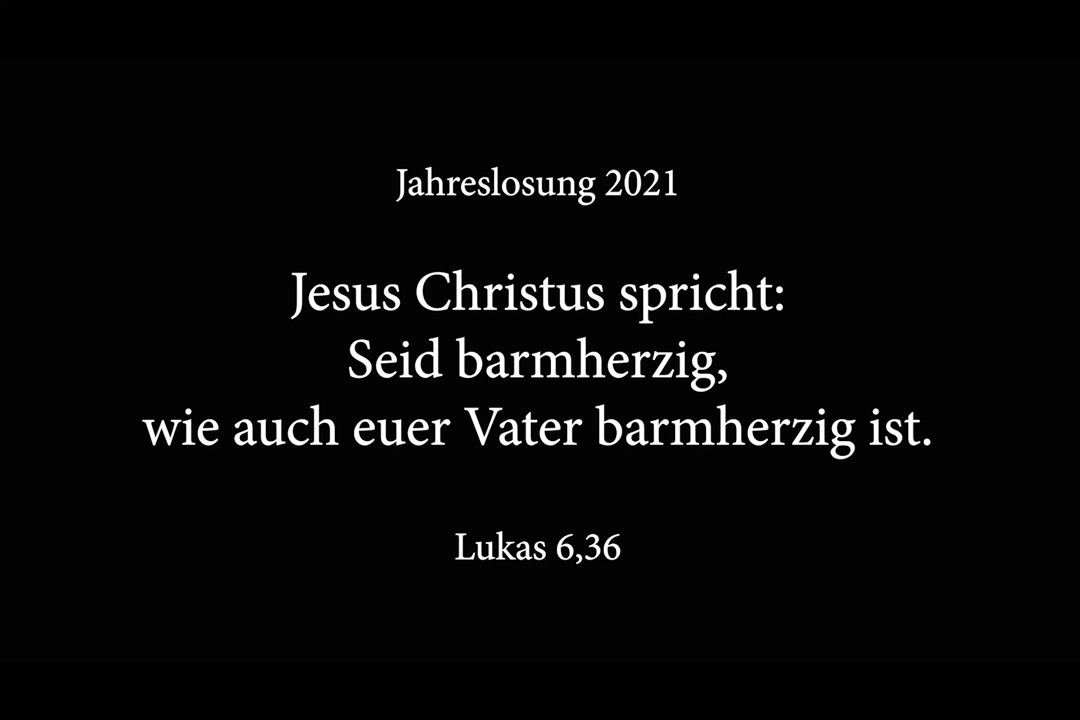 Jahreslosung 2021
Jesus Christus spricht:
Seid barmherzig,
wie auch euer Vater barmherzig ist.
Lukas 6,36